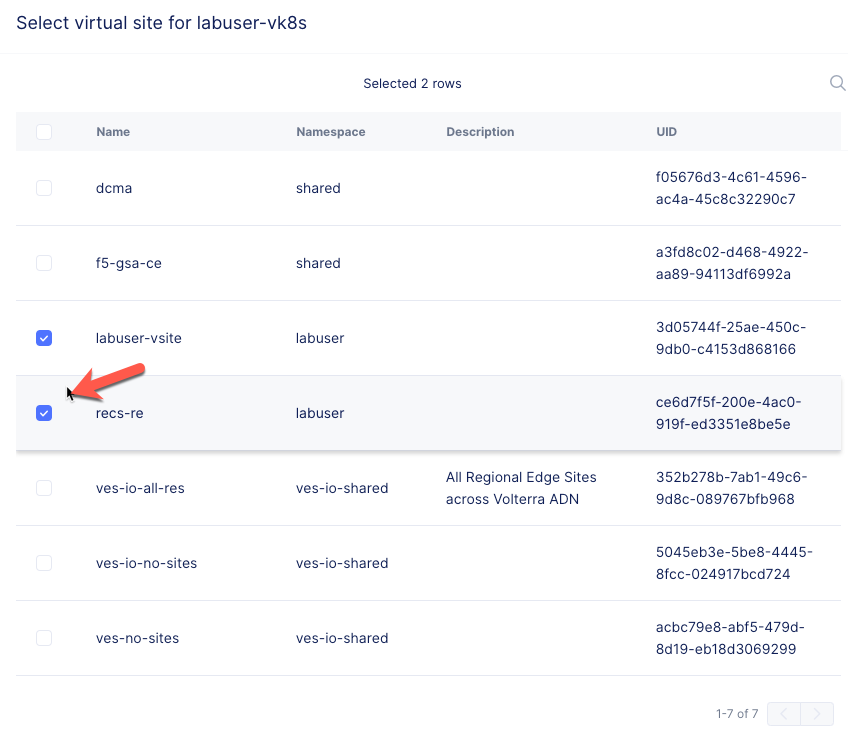 Select virtual site for labuser-vk8s
Selected 2 rows
Name Namespace Description UID
dcma shared f05676d3-4c61-4596-
ac4a-45c8c32290c7
f5-gsa-ce shared a3fd8c02-d468-4922-
aa89-94113df6992a
labuser-vsite labuser 3d05744f-25ae-450c-
9db0-c4153d868166
recs-re labuser ce6d7f5f-200e-4ac0-
919f-ed3351e8be5e
ves-io-all-res ves-io-shared All Regional Edge Sites 352b278b-7ab1-49c6-
across Volterra ADN 9d8c-089767bfb968
ves-io-no-sites ves-io-shared 5045eb3e-5be8-4445-
8fcc-024917bcd724
ves-no-sites ves-io-shared acbc79e8-abf5-479d-
8d19-eb18d3069299
1-7 of 7